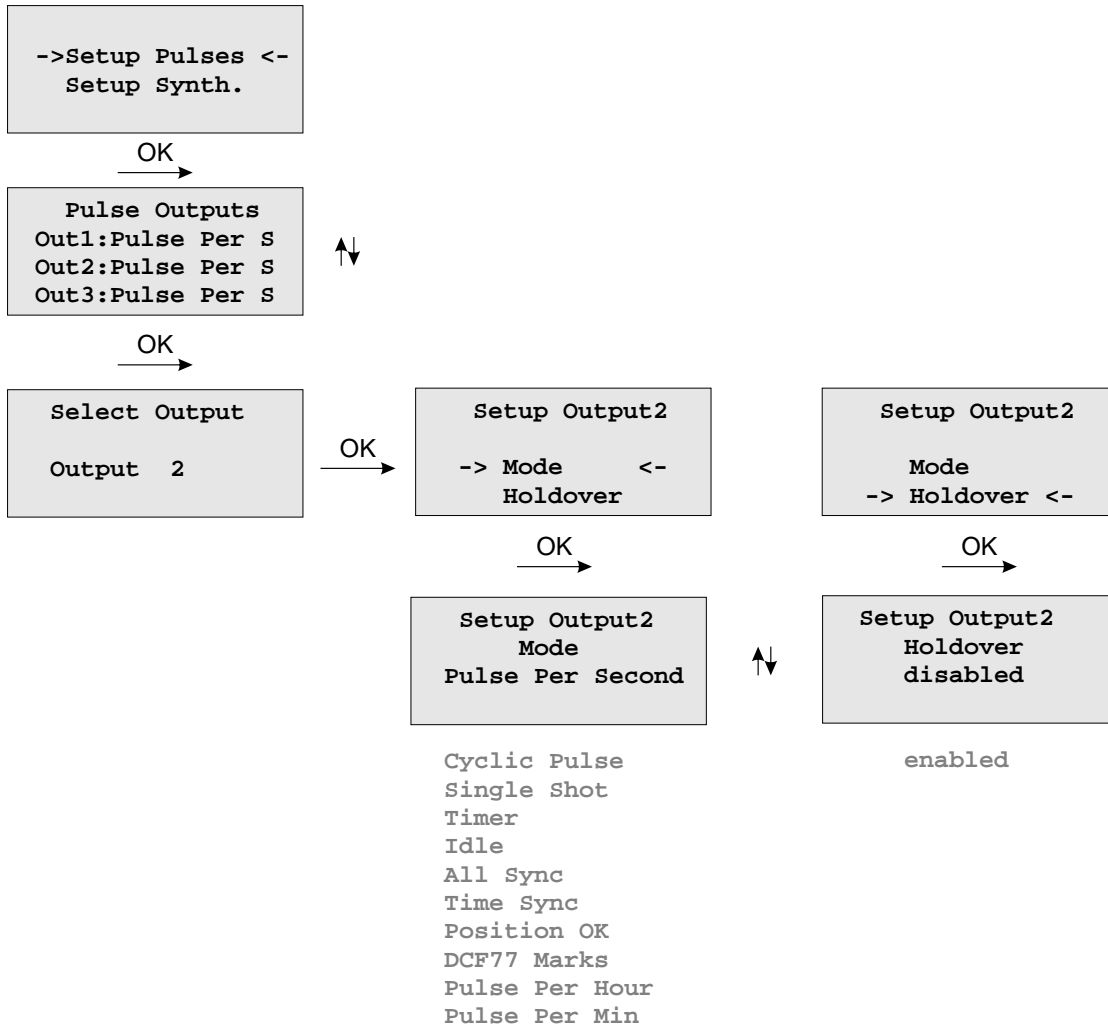 ->Setup Pulses <-
Setup Synth.
OK
Pulse Outputs
Out1:Pulse Per S
Out2:Pulse Per S
Out3:Pulse Per S
OK
Select Output
Output 2
OK
Setup Output2
-> Mode <-
Holdover
OK
Setup Output2
Mode
Pulse Per Second
Cyclic Pulse
Single Shot
Timer
Idle
All Sync
Time Sync
Position OK
DCF77 Marks
Pulse Per Hour
Pulse Per Min
Setup Output2
Mode
-> Holdover <-
OK
Setup Output2
Holdover
disabled
enabled